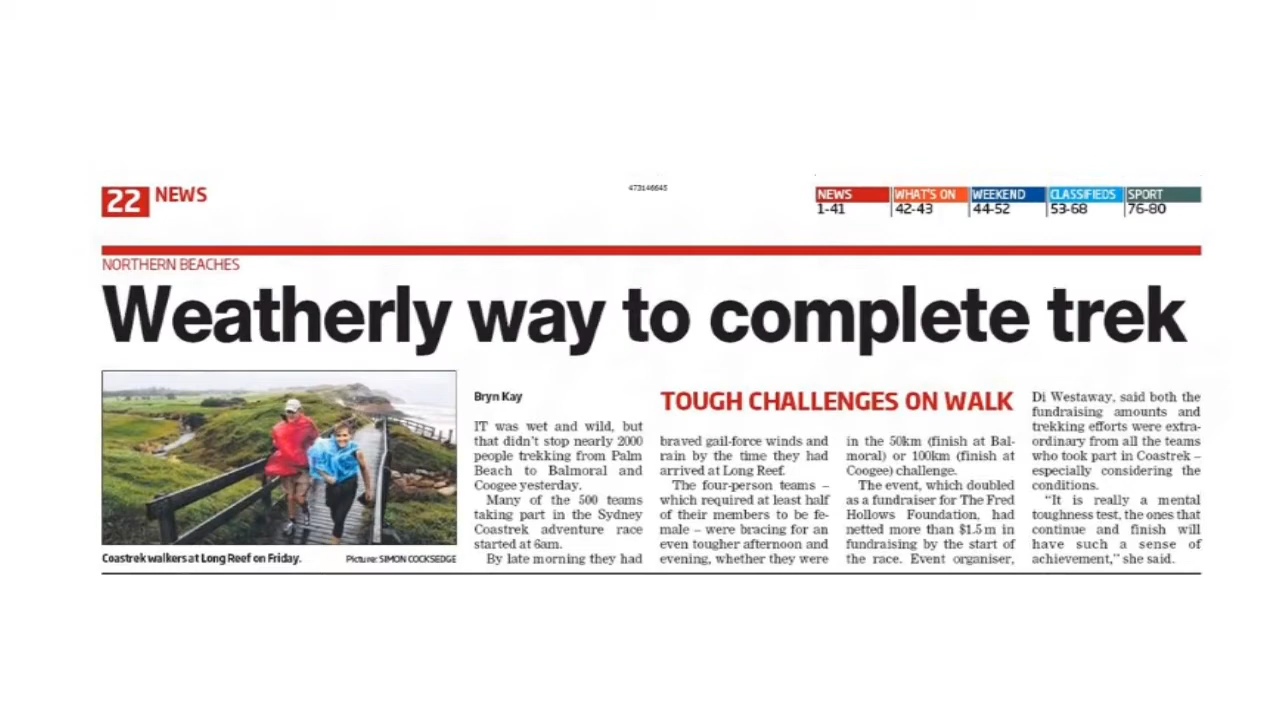 22 NEWS
473146645
NEWS WHAT'S ON WEEKEND CLASSIFIEDS SPORT
1-41 42-43 44-52 53-68 76-80
NORTHERN BEACHES
Weatherly way to complete trek
Coastrek walkers at Long Reef on Friday. Picture: SIMON COCKSEDGE
Bryn Kay
IT was wet and wild, but
that didn't stop nearly 2000
people trekking from Palm
Beach to Balmoral and
Coogee yesterday.
Many of the 500 teams
taking part in the Sydney
Coastrek adventure race
started at 6am.
By late morning they had
TOUGH CHALLENGES ON WALK
braved gail-force winds and
rain by the time they had
arrived at Long Reef.
The four-person teams –
which required at least half
of their members to be fe-
male – were bracing for an
even tougher afternoon and
evening, whether they were
in the 50km (finish at Bal-
moral) or 100km (finish at
Coogee) challenge.
The event, which doubled
as a fundraiser for The Fred
Hollows Foundation, had
netted more than $1.5m in
fundraising by the start of
the race. Event organiser,
Di Westaway, said both the
fundraising amounts and
trekking efforts were extra-
ordinary from all the teams
who took part in Coastrek –
especially considering the
conditions.
"It is really a mental
toughness test, the ones that
continue and finish will
have such a sense of
achievement," she said.